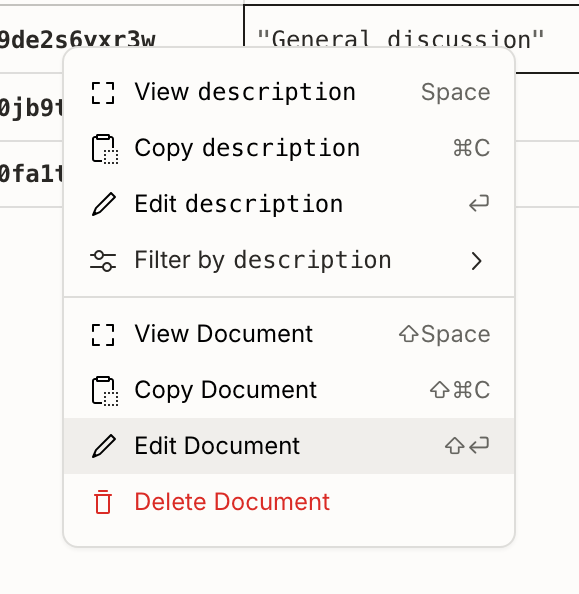 9de2s6vxr3w "General discussion"
View description Space
0jb9t
Copy description ⌘C
0fa1t
Edit description ⏎
Filter by description
View Document ⇧Space
Copy Document ⇧⌘C
Edit Document ⇧⏎
Delete Document